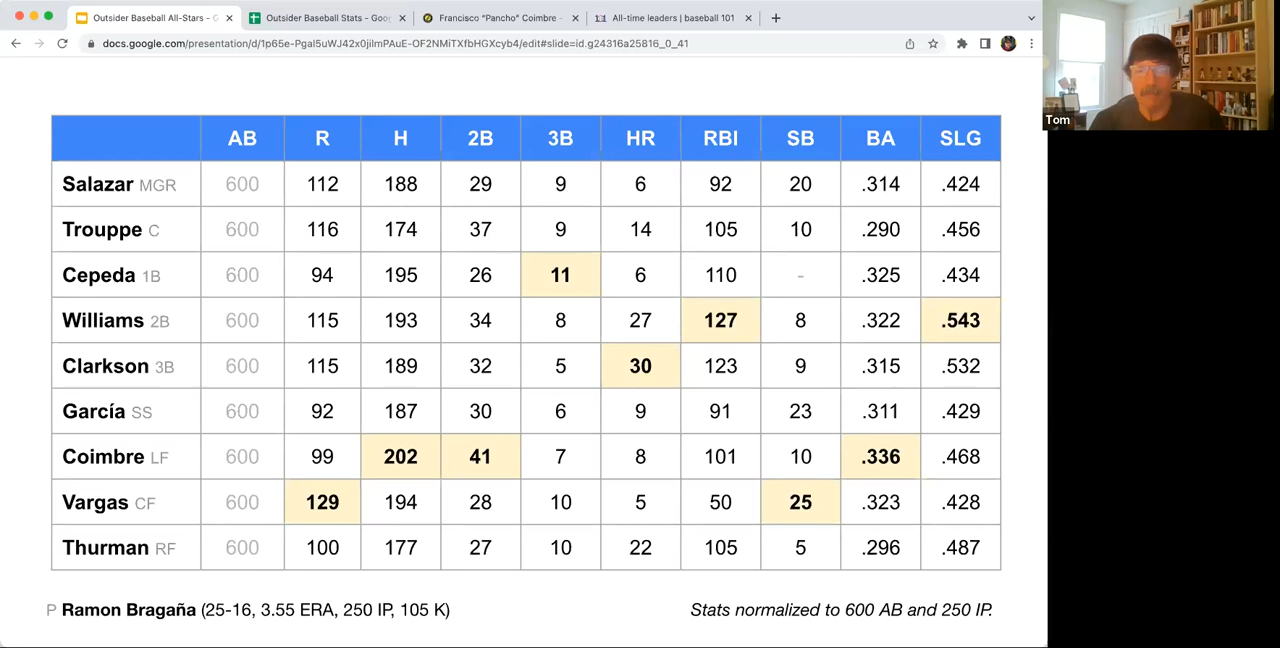 Outsider Baseball All-Stars - G
Outsider Baseball Stats - Goo
Francisco "Pancho" Coimbre -
All-time leaders | baseball 101
docs.google.com/presentation/d/1p65e-Pgal5uWJ42x0jilmPAuE-OF2NMiTXfbHGXcyb4/edit#slide=id.g24316a25816_0_41
Tom
AB R H 2B 3B HR RBI SB BA SLG
Salazar MGR 600 112 188 29 9 6 92 20 .314 .424
Trouppe C 600 116 174 37 9 14 105 10 .290 .456
Cepeda 1B 600 94 195 26 11 6 110 - .325 .434
Williams 2B 600 115 193 34 8 27 127 8 .322 .543
Clarkson 3B 600 115 189 32 5 30 123 9 .315 .532
García SS 600 92 187 30 6 9 91 23 .311 .429
Coimbre LF 600 99 202 41 7 8 101 10 .336 .468
Vargas CF 600 129 194 28 10 5 50 25 .323 .428
Thurman RF 600 100 177 27 10 22 105 5 .296 .487
P Ramon Bragaña (25-16, 3.55 ERA, 250 IP, 105 K)
Stats normalized to 600 AB and 250 IP.